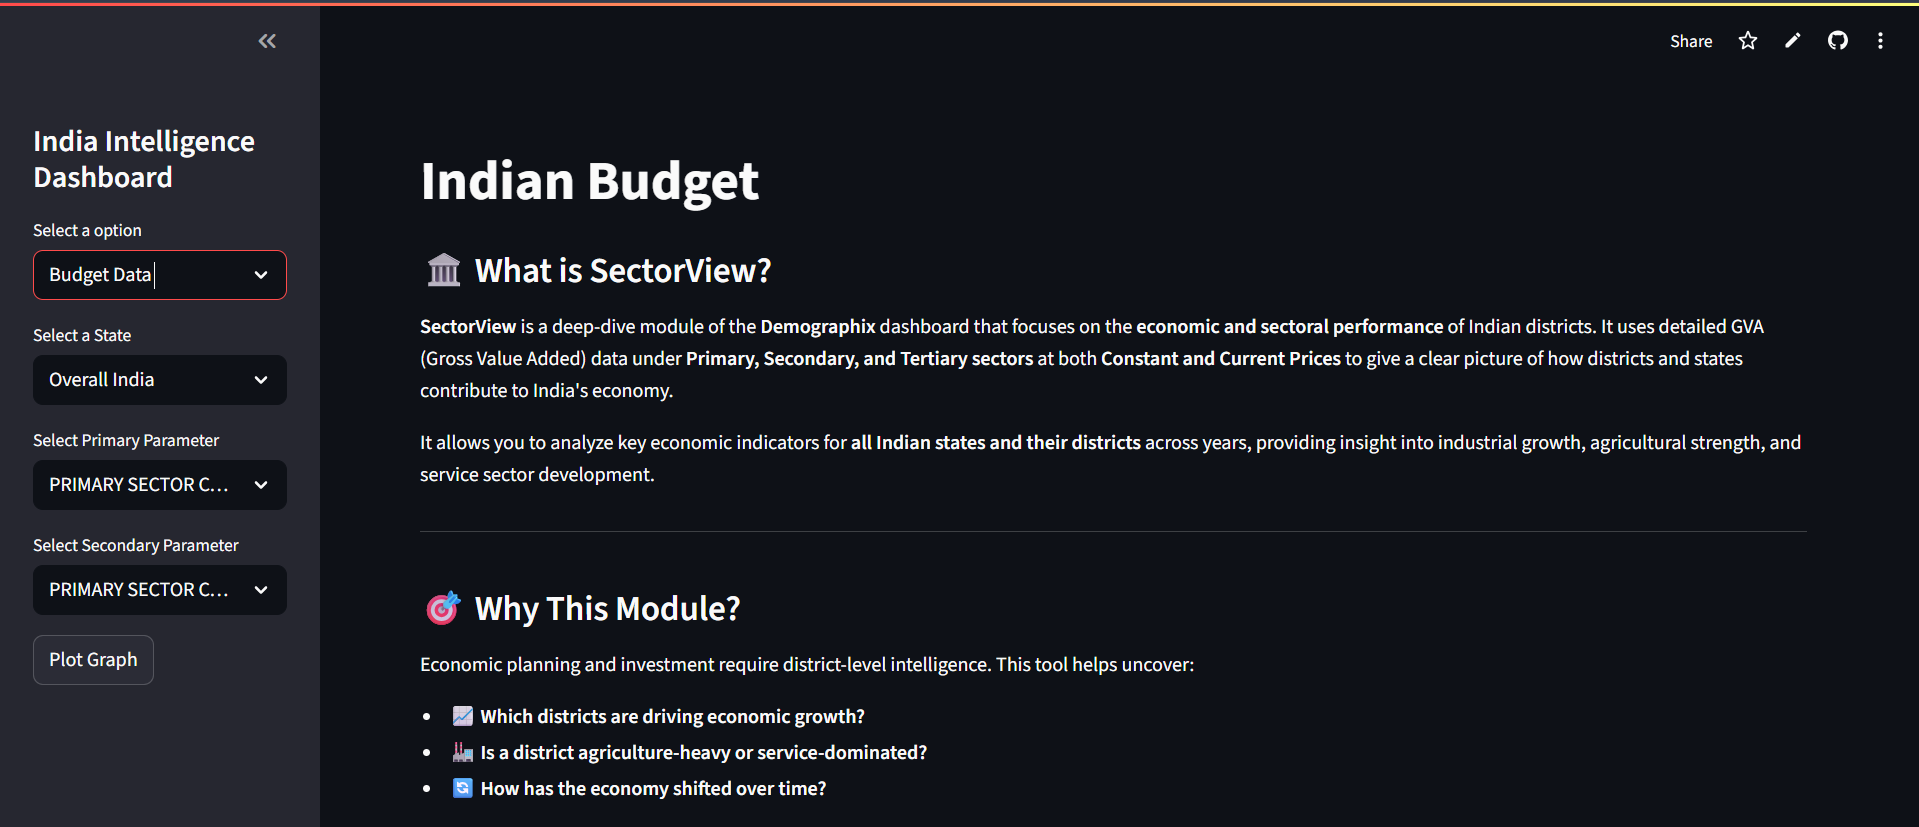 Share
India Intelligence
Dashboard
Select a option
Budget Data
Select a State
Overall India
Select Primary Parameter
PRIMARY SECTOR C...
Select Secondary Parameter
PRIMARY SECTOR C...
Plot Graph
Indian Budget
What is SectorView?
SectorView is a deep-dive module of the Demographix dashboard that focuses on the economic and sectoral performance of Indian districts. It uses detailed GVA
(Gross Value Added) data under Primary, Secondary, and Tertiary sectors at both Constant and Current Prices to give a clear picture of how districts and states
contribute to India's economy.
It allows you to analyze key economic indicators for all Indian states and their districts across years, providing insight into industrial growth, agricultural strength, and
service sector development.
Why This Module?
Economic planning and investment require district-level intelligence. This tool helps uncover:
• Which districts are driving economic growth?
• Is a district agriculture-heavy or service-dominated?
• How has the economy shifted over time?